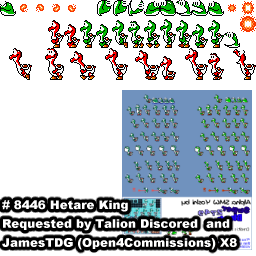 # 8446 Hetare King
Requested by Talion Discored and
JamesTDG (Open4Commissions) X8